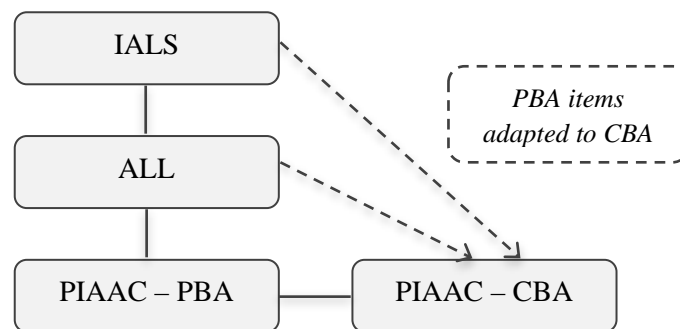 IALS
PBA items
adapted to CBA
ALL
PIAAC – PBA
PIAAC – CBA